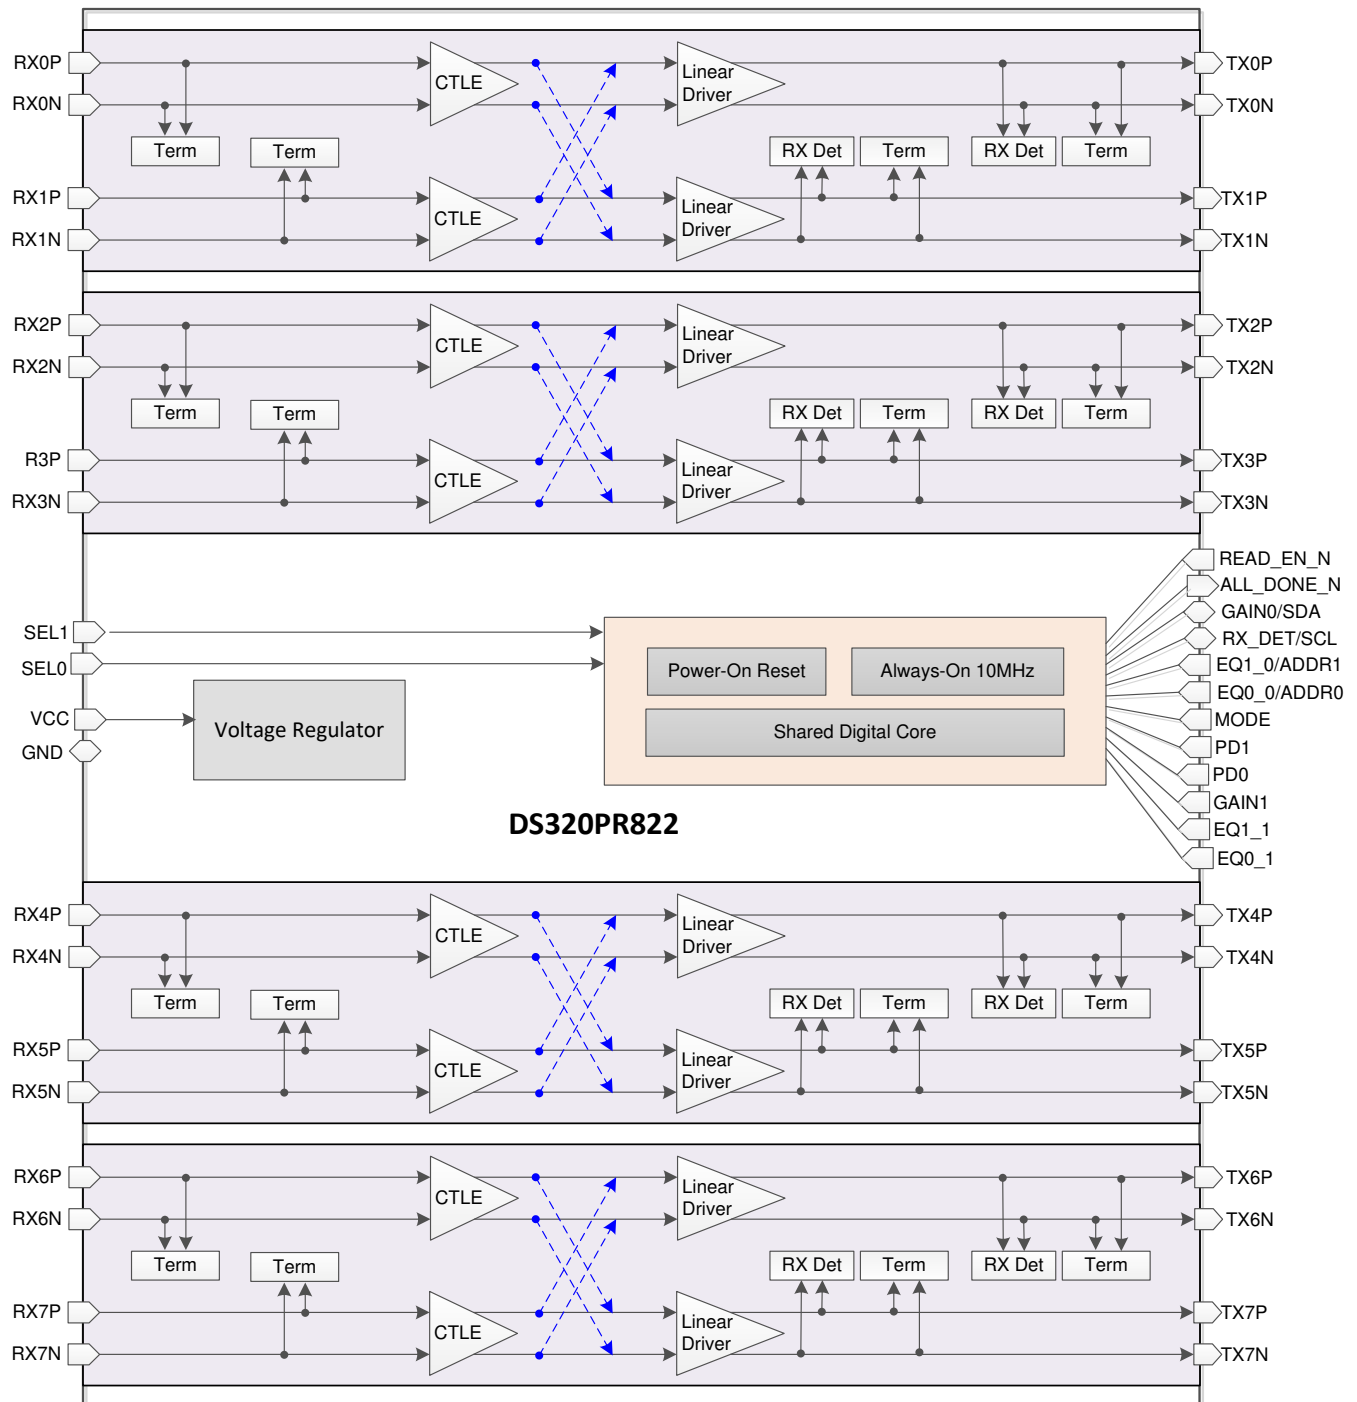 RX0P
CTLE
Linear
Driver
TX0P
RX0N
TX0N
Term
Term
RX Det
Term
RX Det
Term
RX1P
CTLE
Linear
Driver
TX1P
RX1N
TX1N
RX2P
CTLE
Linear
Driver
TX2P
RX2N
TX2N
Term
Term
RX Det
Term
RX Det
Term
R3P
CTLE
Linear
Driver
TX3P
RX3N
TX3N
READ_EN_N
ALL_DONE_N
GAIN0/SDA
RX_DET/SCL
EQ1_0/ADDR1
EQ0_0/ADDR0
MODE
PD1
PD0
GAIN1
EQ1_1
EQ0_1
SEL1
SEL0
VCC
GND
Voltage Regulator
Power-On Reset
Always-On 10MHz
Shared Digital Core
DS320PR822
RX4P
CTLE
Linear
Driver
TX4P
RX4N
TX4N
Term
Term
RX Det
Term
RX Det
Term
RX5P
CTLE
Linear
Driver
TX5P
RX5N
TX5N
RX6P
CTLE
Linear
Driver
TX6P
RX6N
TX6N
Term
Term
RX Det
Term
RX Det
Term
RX7P
CTLE
Linear
Driver
TX7P
RX7N
TX7N